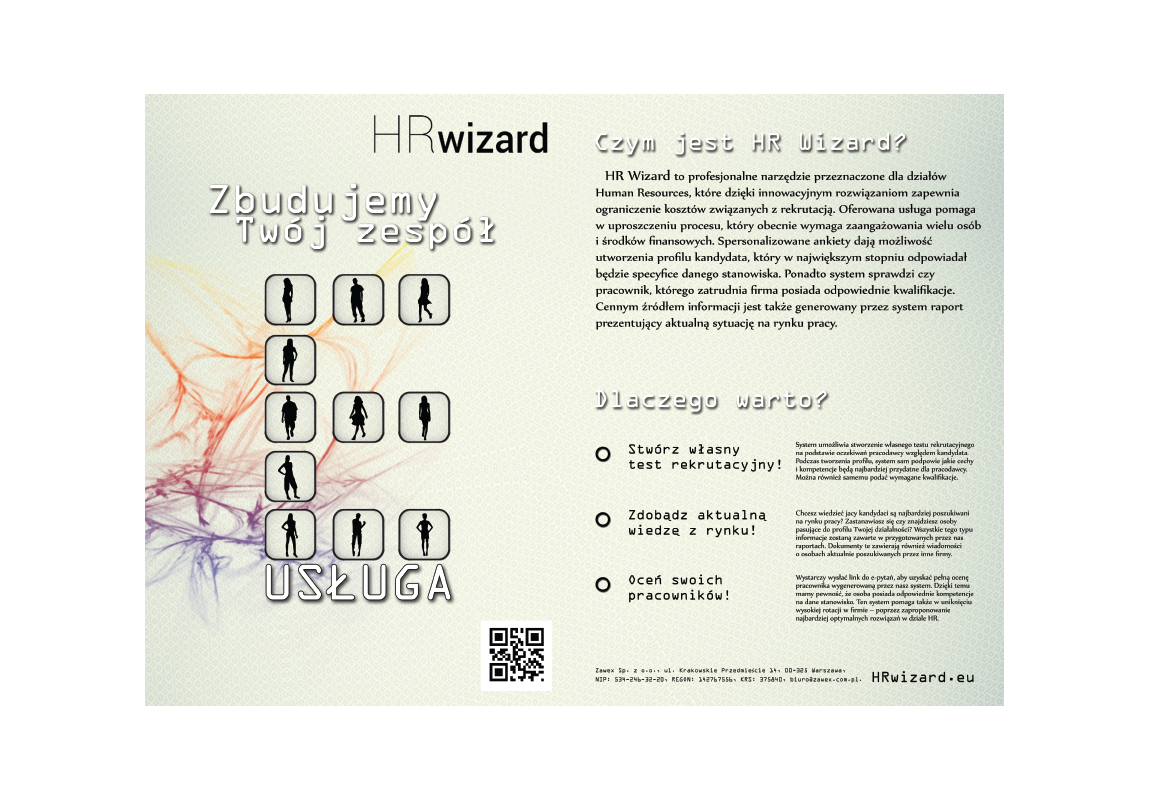 HRwizard
Zbudujemy
Twój zespół
USŁUGA
Czym jest HR Wizard?
HR Wizard to profesjonalne narzędzie przeznaczone dla działów
Human Resources, które dzięki innowacyjnym rozwiązaniom zapewnia
ograniczenie kosztów związanych z rekrutacją. Oferowana usługa pomaga
w uproszczeniu procesu, który obecnie wymaga zaangażowania wielu osób
i środków finansowych. Spersonalizowane ankiety dają możliwość
utworzenia profilu kandydata, który w największym stopniu odpowiadał
będzie specyfice danego stanowiska. Ponadto system sprawdzi czy
pracownik, którego zatrudnia firma posiada odpowiednie kwalifikacje.
Cennym źródłem informacji jest także generowany przez system raport
prezentujący aktualną sytuację na rynku pracy.
Dlaczego warto?
Stwórz własny
test rekrutacyjny!
System umożliwia stworzenie własnego testu rekrutacyjnego
na podstawie oczekiwań pracodawcy względem kandydata.
Podczas tworzenia profilu, system sam podpowie jakie cechy
i kompetencje będą najbardziej przydatne dla pracodawcy.
Można również samemu podać wymagane kwalifikacje.
Zdobądz aktualną
wiedzę z rynku!
Chcesz wiedzieć jacy kandydaci są najbardziej poszukiwani
na rynku pracy? Zastanawiasz się czy znajdziesz osoby
pasujące do profilu Twojej działalności? Wszystkie tego typu
informacje zostaną zawarte w przygotowanych przez nas
raportach. Dokumenty te zawierają również wiadomości
o osobach aktualnie poszukiwanych przez inne firmy.
Oceń swoich
pracowników!
Wystarczy wysłać link do e-pytań, aby uzyskać pełną ocenę
pracownika wygenerowaną przez nasz system. Dzięki temu
mamy pewność, że osoba posiada odpowiednie kompetencje
na dane stanowisko. Ten system pomaga także w uniknięciu
wysokiej rotacji w firmie – poprzez zaproponowanie
najbardziej optymalnych rozwiązań w dziale HR.
Zawex Sp. z o.o., ul. Krakowskie Przedmieście 14, 00-325 Warszawa,
NIP: 534-246-32-20, REGON: 142767556, KRS: 375840, biuro@zawex.com.pl.
HRwizard.eu